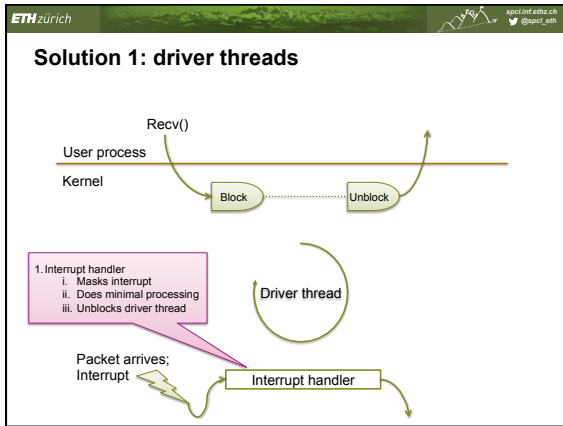 ETH zürich
spcl.inf.ethz.ch
@spcl_eth
Solution 1: driver threads
Recv()
User process
Kernel
Block
Unblock
1. Interrupt handler
i. Masks interrupt
ii. Does minimal processing
iii. Unblocks driver thread
Driver thread
Packet arrives;
Interrupt
Interrupt handler